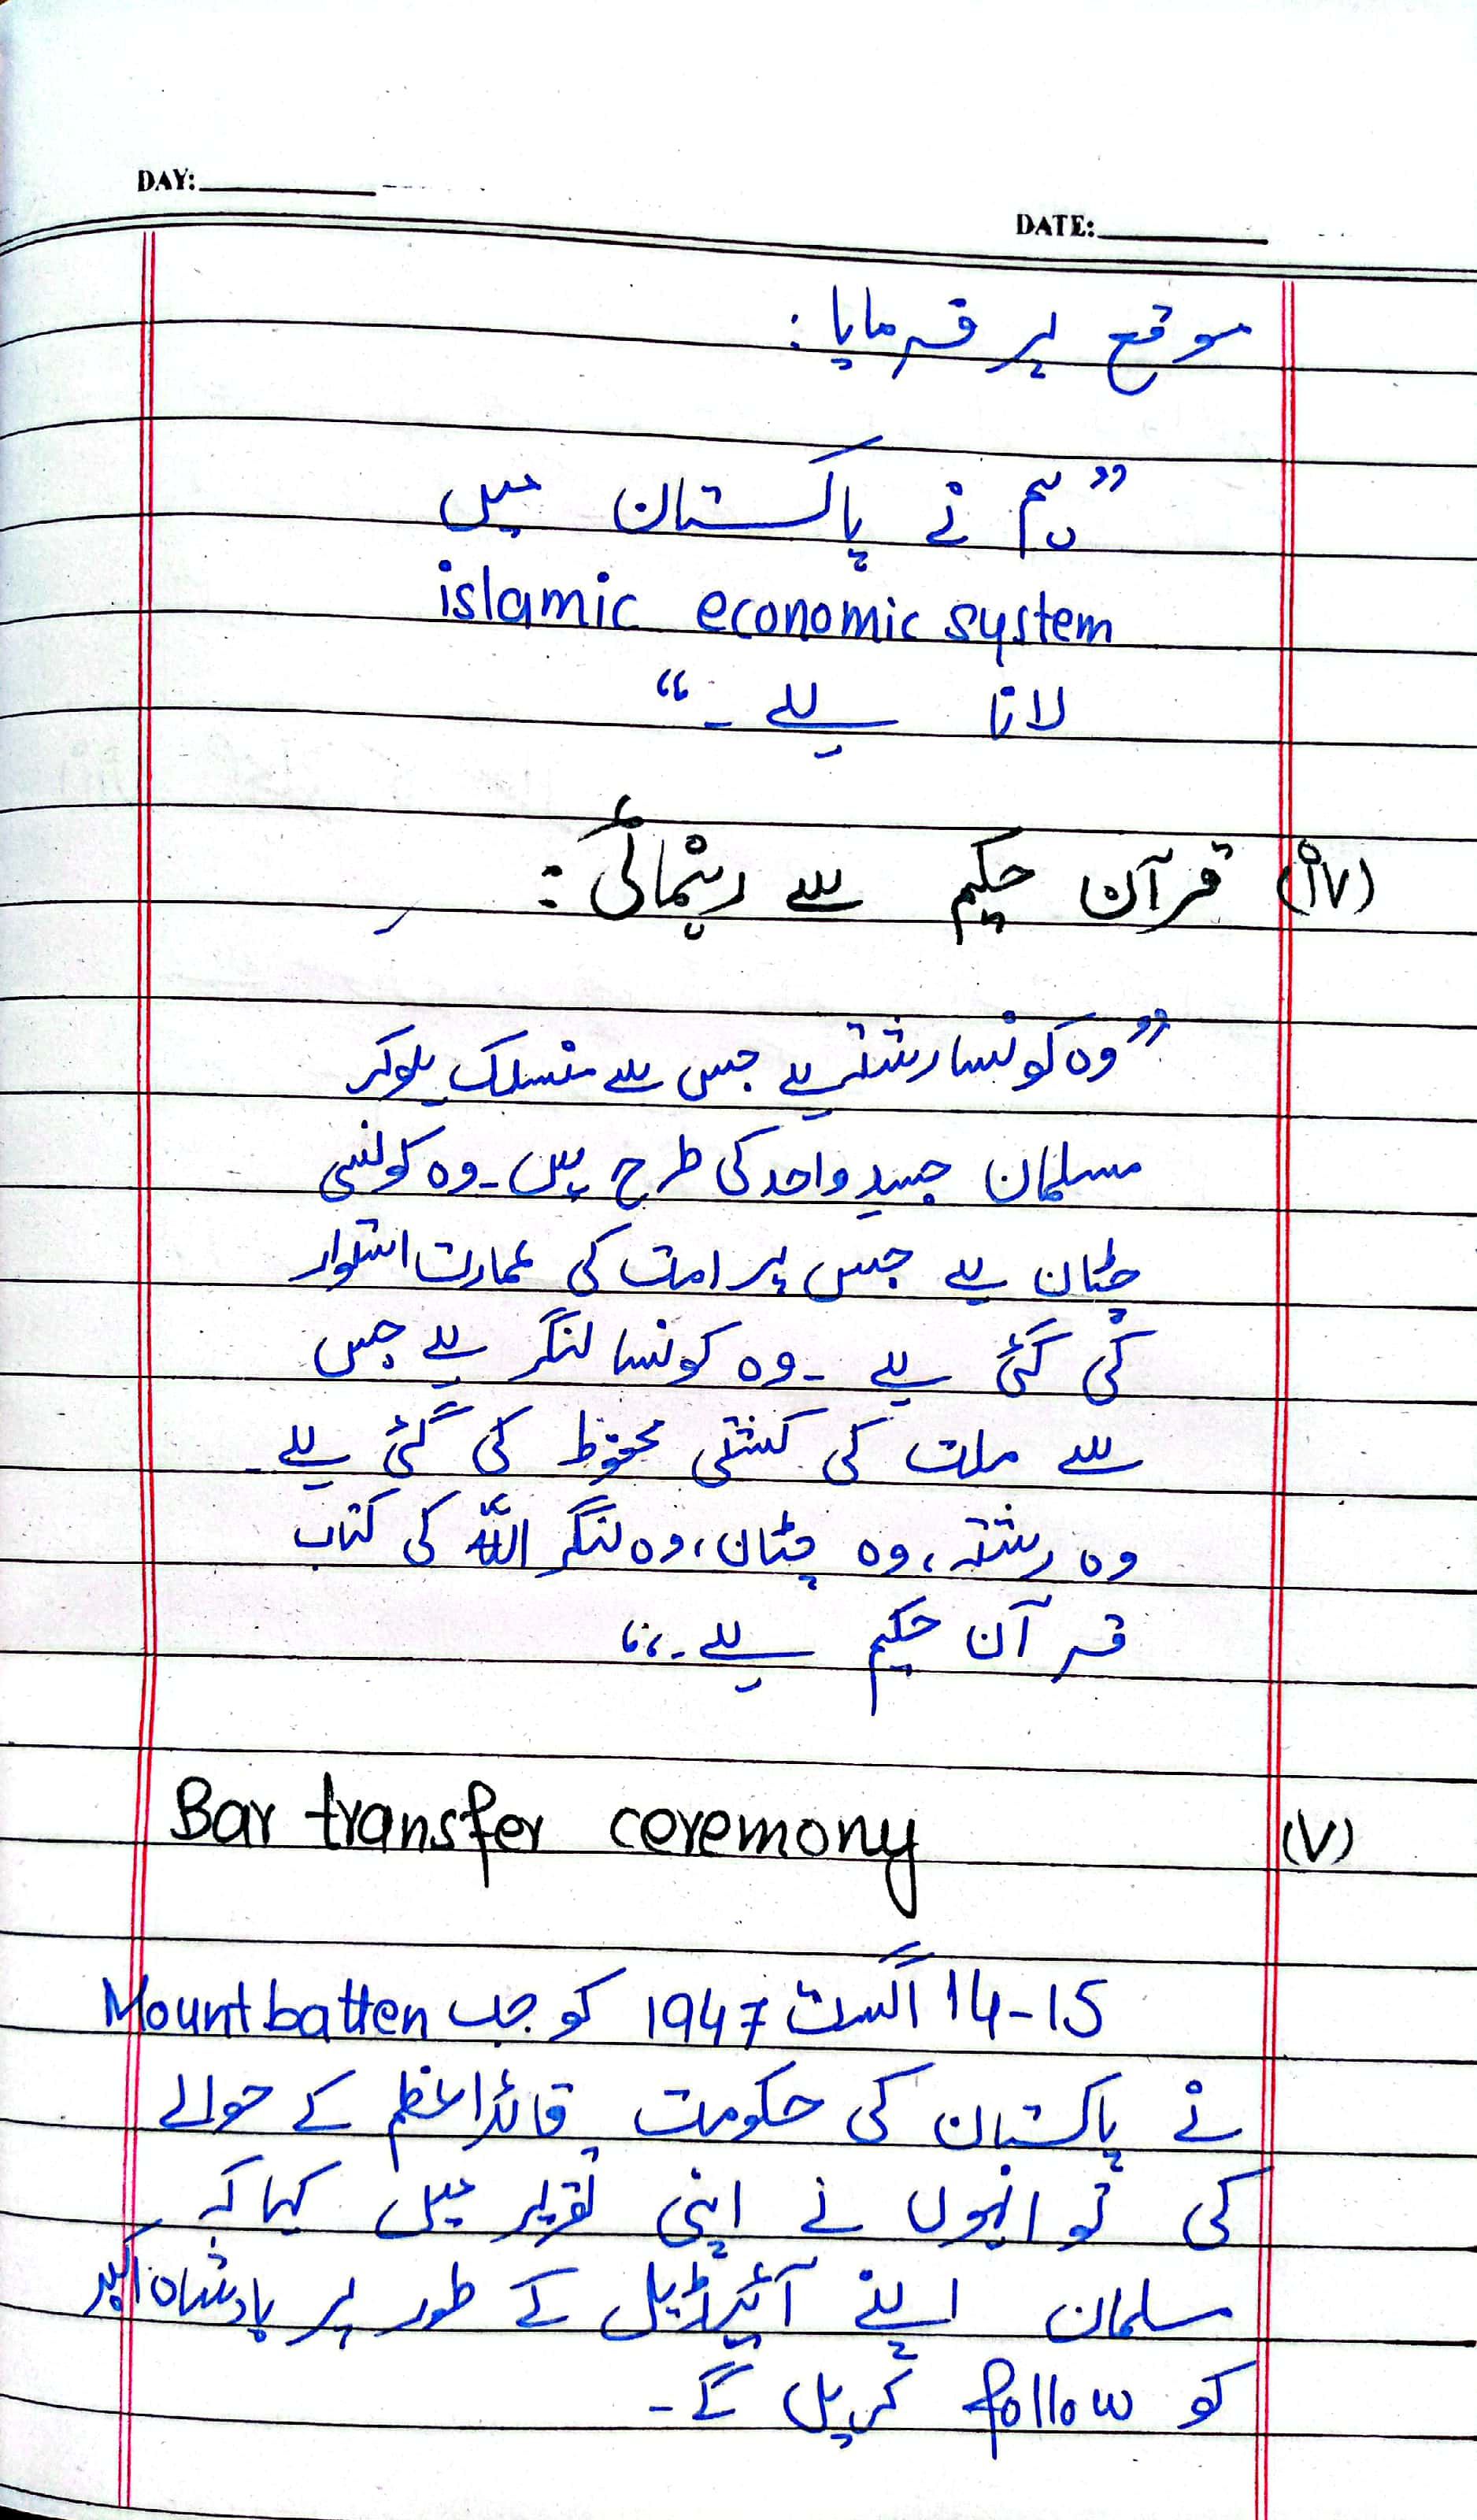 DAY:
DATE:
موقع پر فرمایا:
”ہم نے پاکستان میں
islamic economic system
لانا ہے۔“
(iv) قرآن حکیم سے رہنمائی:
”وہ کونسا رشتہ ہے جس سے منسلک ہوکر
مسلمان جسدِ واحد کی طرح ہیں۔ وہ کونسی
چٹان ہے جس پر امت کی عمارت استوار
کی گئی ہے ۔ وہ کونسا لنگر ہے جس
سے ملت کی کشتی محفوظ کی گئی ہے۔
وہ رشتہ، وہ چٹان، وہ لنگر اللہ کی کتاب
قرآن حکیم ہے۔“
(v) Bar transfer ceremony
14-15 اگست 1947 کو جب Mountbatten
نے پاکستان کی حکومت قائداعظم کے حوالے
کی تو انہوں نے اپنی تقریر میں کہا کہ
مسلمان اپنے آئیڈیل کے طور پر بادشاہ اکبر
کو follow کریں گے۔